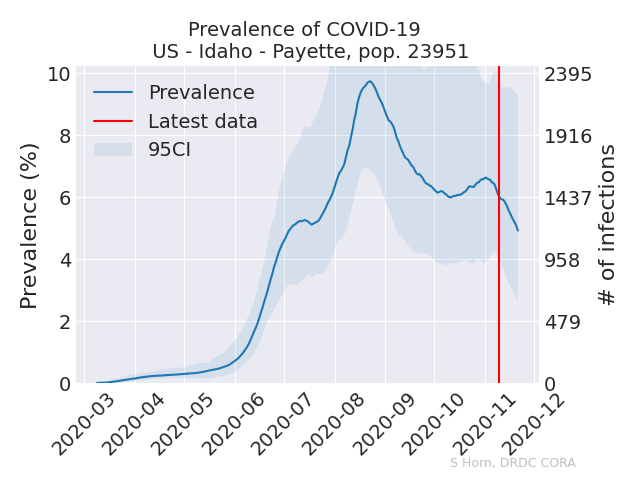 Prevalence of COVID-19
US - Idaho - Payette, pop. 23951
Prevalence (%)
10
8
6
4
2
0
Prevalence
Latest data
95CI
2395
1916
1437
958
479
0
# of infections
2020-03
2020-04
2020-05
2020-06
2020-07
2020-08
2020-09
2020-10
2020-11
2020-12
S Horn, DRDC CORA